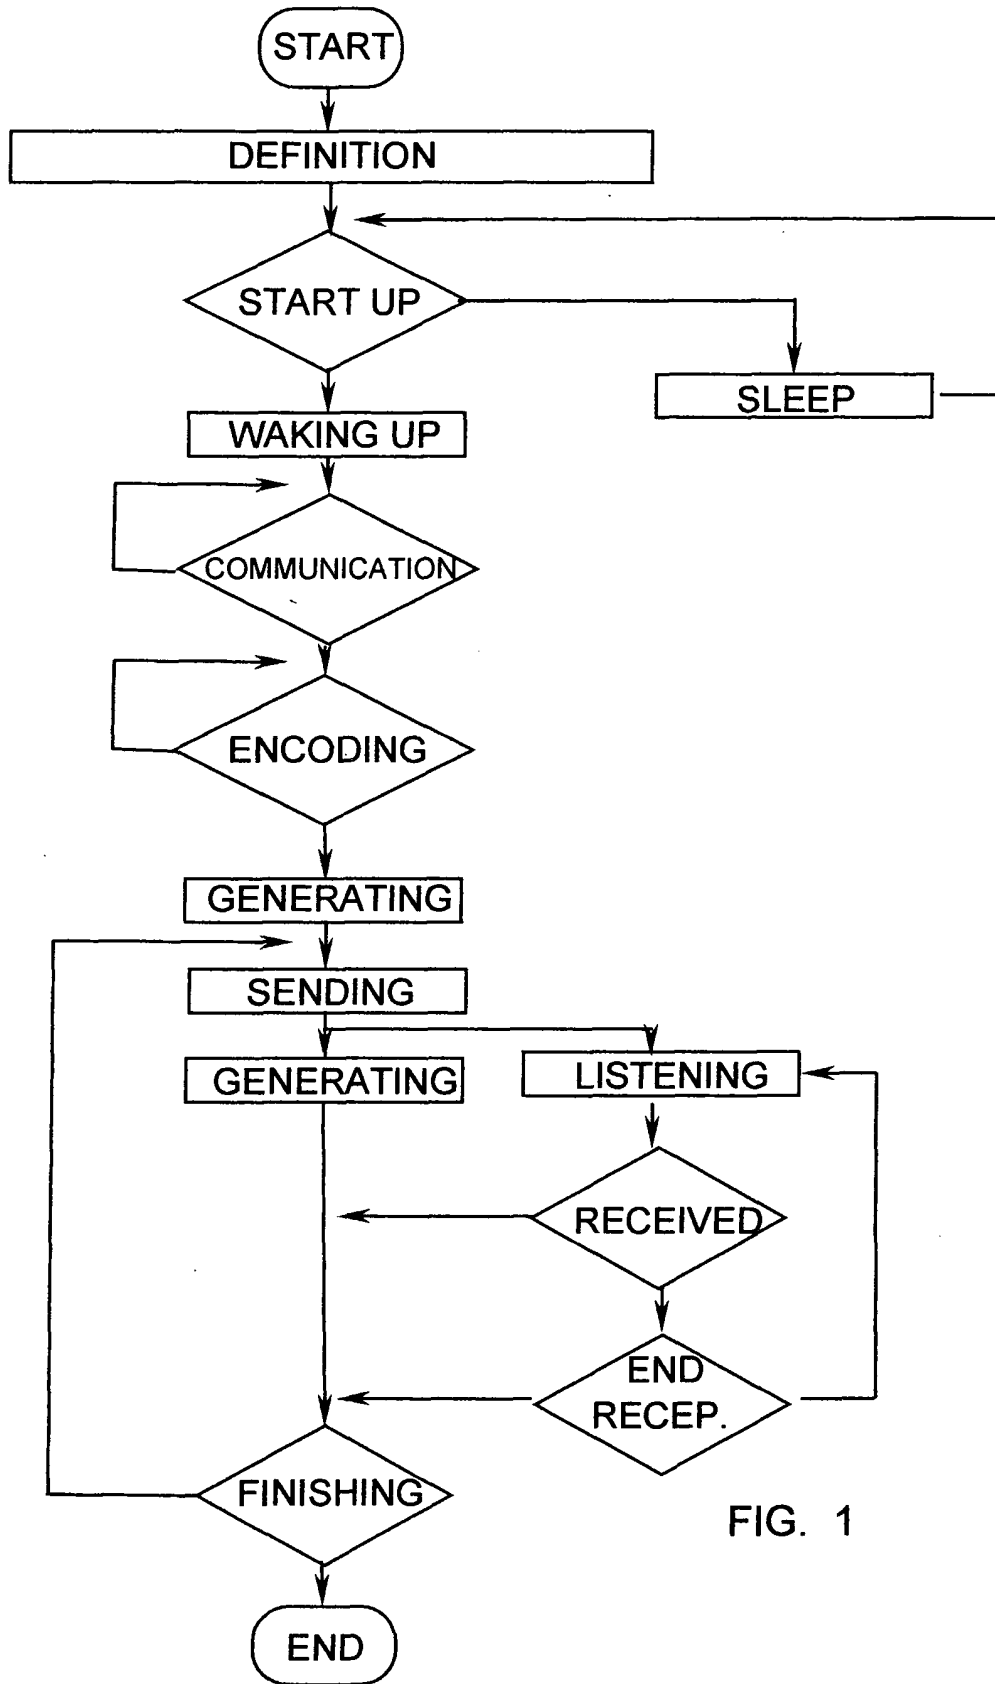 START
DEFINITION
START UP
SLEEP
WAKING UP
COMMUNICATION
ENCODING
GENERATING
SENDING
GENERATING
LISTENING
RECEIVED
END
RECEP.
FINISHING
FIG. 1
END